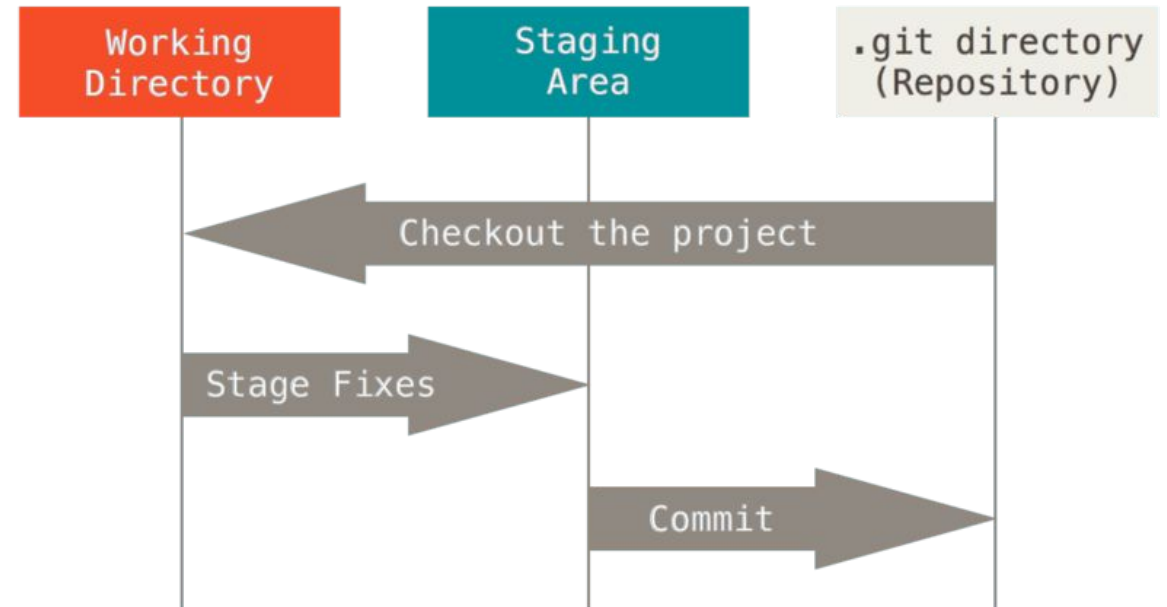 Working
Directory
Staging
Area
.git directory
(Repository)
Checkout the project
Stage Fixes
Commit